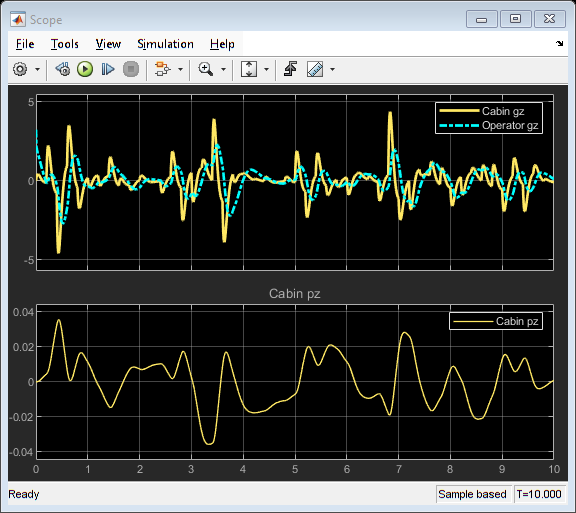 Scope
File Tools View Simulation Help
5
0
-5
Cabin gz
Operator gz
Cabin pz
0.04
0.02
0
-0.02
-0.04
Cabin pz
0 1 2 3 4 5 6 7 8 9 10
Ready Sample based T=10.000